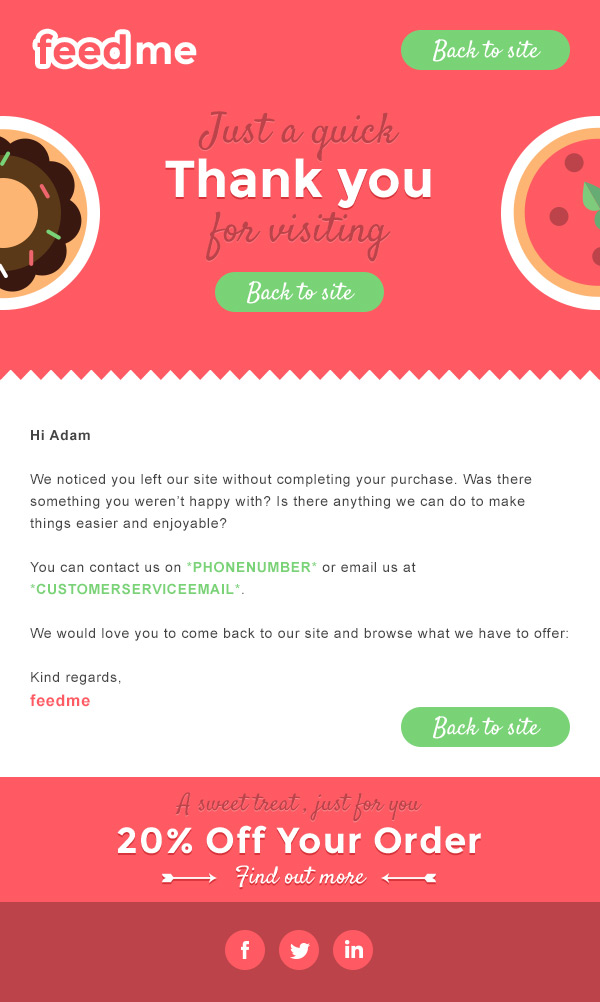 feedme
Back to site
Just a quick
Thank you
for visiting
Back to site
Hi Adam
We noticed you left our site without completing your purchase. Was there
something you weren’t happy with? Is there anything we can do to make
things easier and enjoyable?
You can contact us on *PHONENUMBER* or email us at
*CUSTOMERSERVICEEMAIL*.
We would love you to come back to our site and browse what we have to offer:
Kind regards,
feedme
Back to site
A sweet treat , just for you
20% Off Your Order
Find out more
f
in